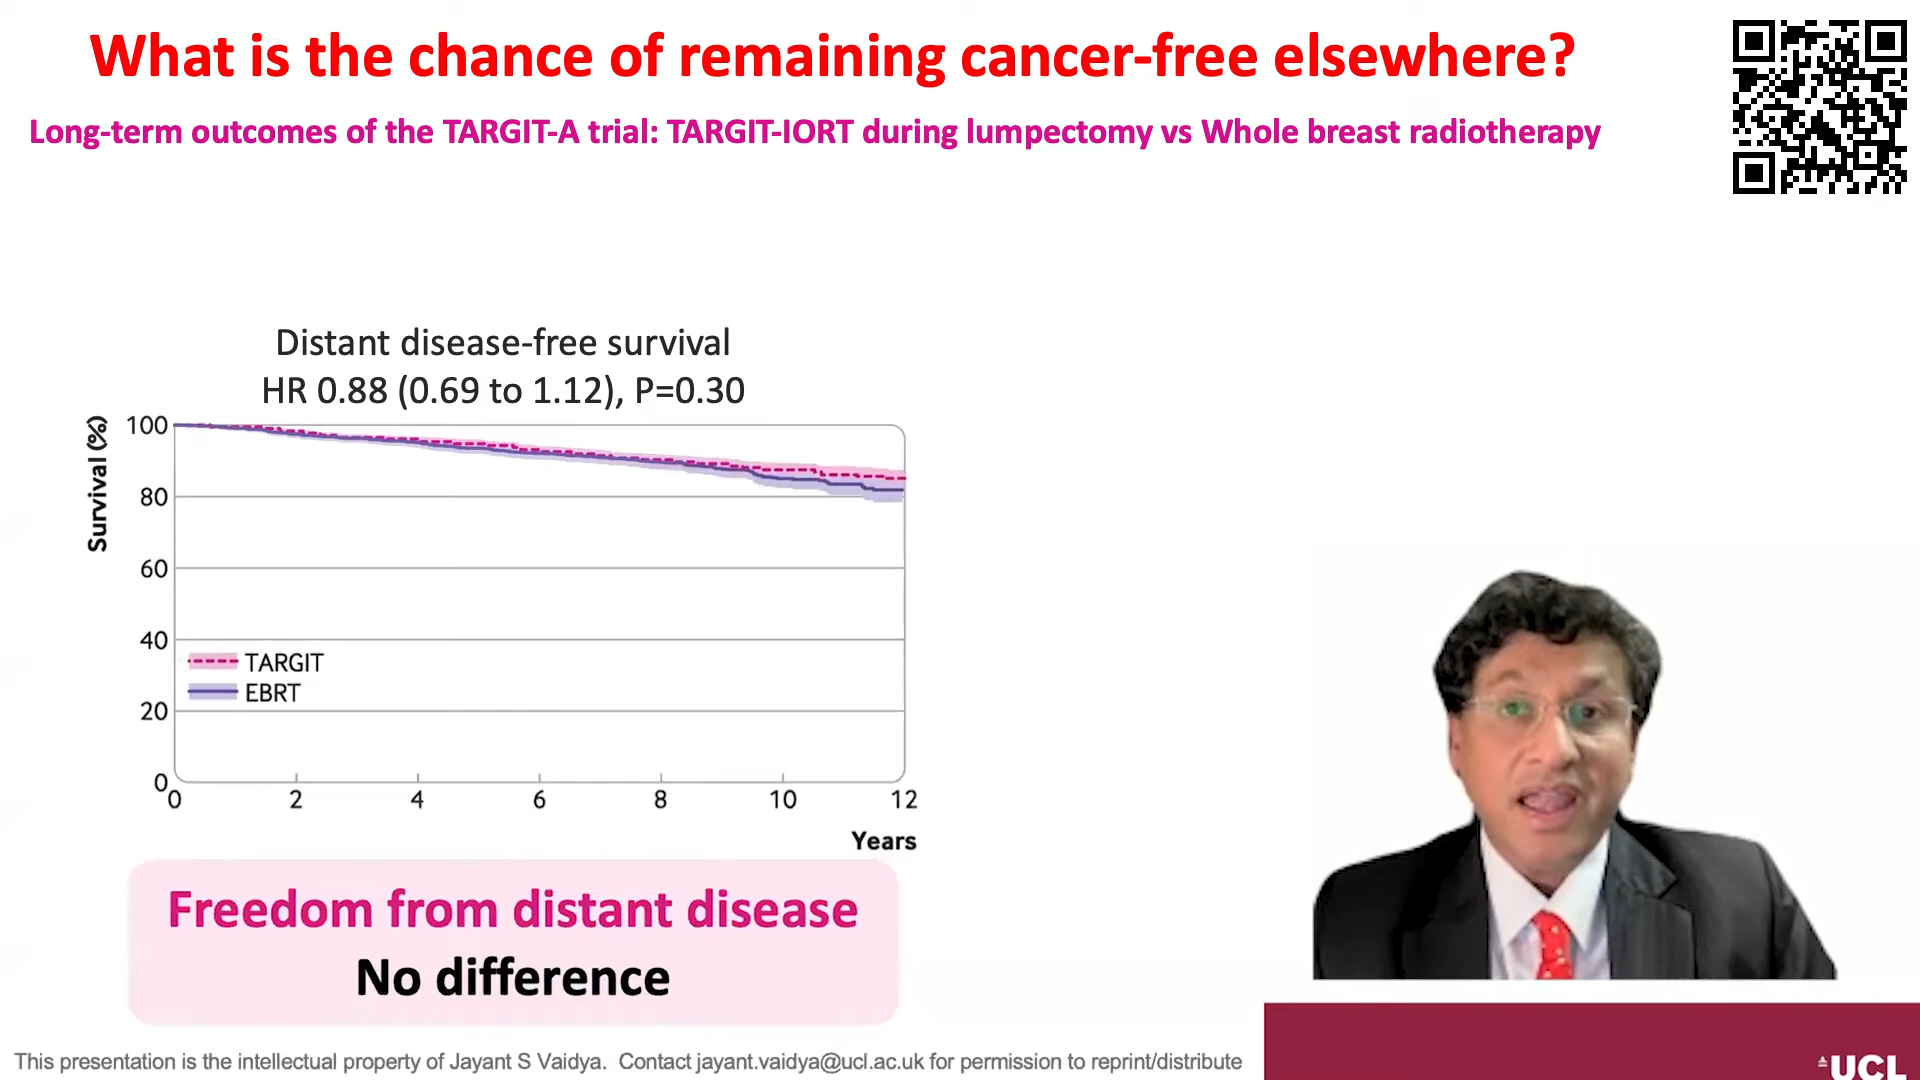 What is the chance of remaining cancer-free elsewhere?
Long-term outcomes of the TARGIT-A trial: TARGIT-IORT during lumpectomy vs Whole breast radiotherapy
Distant disease-free survival
HR 0.88 (0.69 to 1.12), P=0.30
Survival (%)
100
80
60
40
20
0
TARGIT
EBRT
0 2 4 6 8 10 12
Years
Freedom from distant disease
No difference
This presentation is the intellectual property of Jayant S Vaidya. Contact jayant.vaidya@ucl.ac.uk for permission to reprint/distribute
UCL